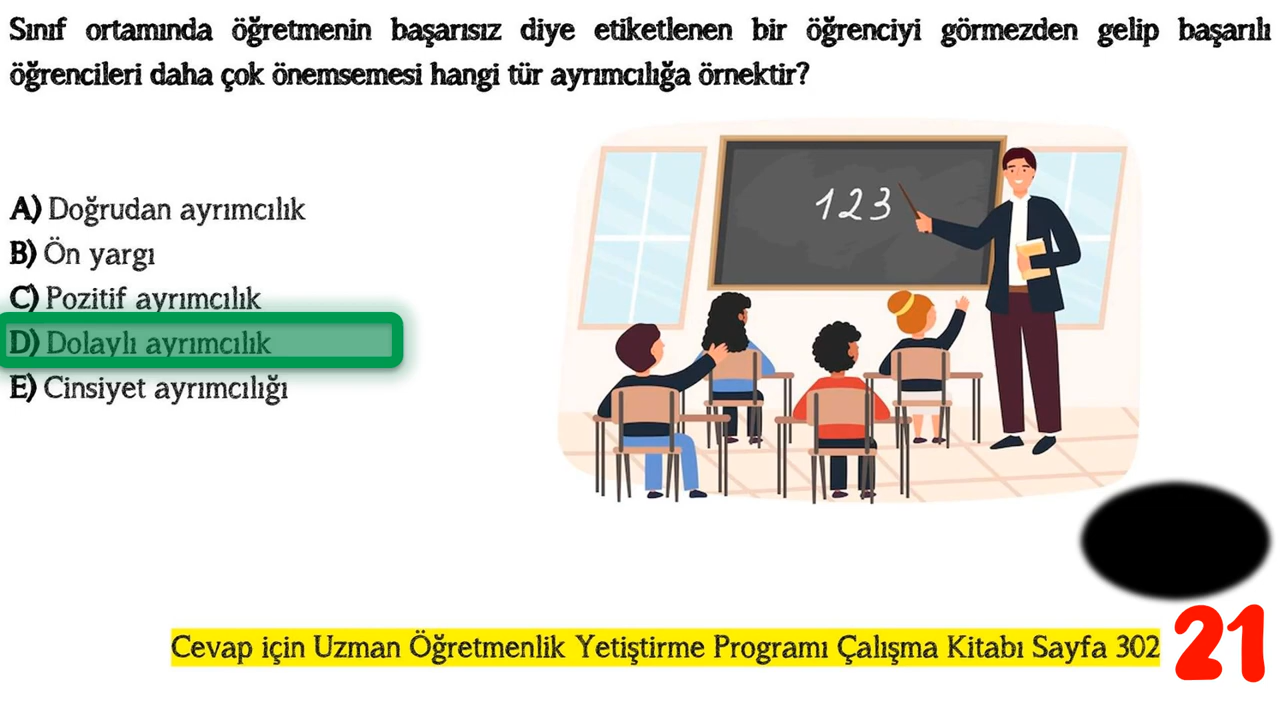 Sınıf ortamında öğretmenin başarısız diye etiketlenen bir öğrenciyi görmezden gelip başarılı
öğrencileri daha çok önemsemesi hangi tür ayrımcılığa örnektir?
A) Doğrudan ayrımcılık
B) Ön yargı
C) Pozitif ayrımcılık
D) Dolaylı ayrımcılık
E) Cinsiyet ayrımcılığı
123
Cevap için Uzman Öğretmenlik Yetiştirme Programı Çalışma Kitabı Sayfa 302
21